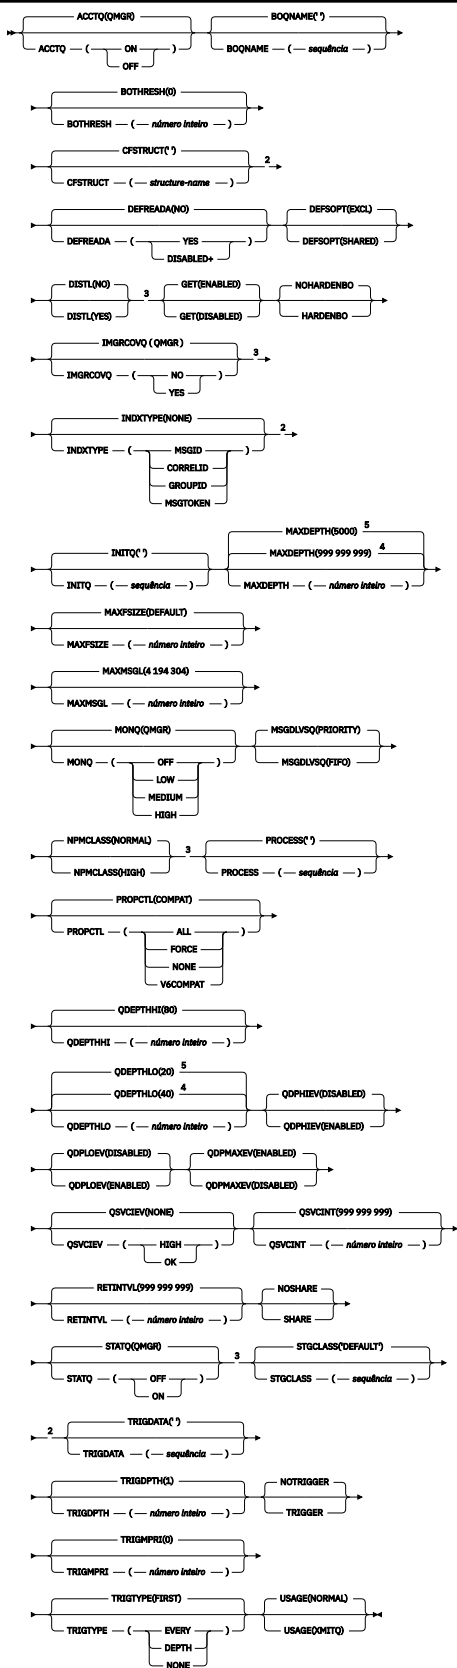 ACCTQ(QMGR) BOQNAME(' ')
ACCTQ ( ON ) BOQNAME ( sequência )
OFF
BOTHRESH(0)
BOTHRESH ( número inteiro )
CFSTRUCT(' ') 2
CFSTRUCT ( structure-name )
DEFREADA(NO) DEFSOPT(EXCL)
DEFREADA ( YES ) DEFSOPT(SHARED)
DISABLED+
DISTL(NO) 3 GET(ENABLED) NOHARDENBO
DISTL(YES) GET(DISABLED) HARDENBO
IMGRCOVQ ( QMGR ) 3
IMGRCOVQ ( NO )
YES
INDXTYPE(NONE) 2
INDXTYPE ( MSGID )
CORRELID
GROUPID
MSGTOKEN
MAXDEPTH(5000) 5
INITQ(' ') MAXDEPTH(999 999 999) 4
INITQ ( sequência ) MAXDEPTH ( número inteiro )
MAXFSIZE(DEFAULT)
MAXFSIZE ( número inteiro )
MAXMSGL(4 194 304)
MAXMSGL ( número inteiro )
MONQ(QMGR) MSGDLVSQ(PRIORITY)
MONQ ( OFF ) MSGDLVSQ(FIFO)
LOW
MEDIUM
HIGH
NPMCLASS(NORMAL) 3 PROCESS(' ')
NPMCLASS(HIGH) PROCESS ( sequência )
PROPCTL(COMPAT)
PROPCTL ( ALL )
FORCE
NONE
V6COMPAT
QDEPTHHI(80)
QDEPTHHI ( número inteiro )
QDEPTHLO(20) 5
QDEPTHLO(40) 4 QDPHIEV(DISABLED)
QDEPTHLO ( número inteiro ) QDPHIEV(ENABLED)
QDPLOEV(DISABLED) QDPMAXEV(ENABLED)
QDPLOEV(ENABLED) QDPMAXEV(DISABLED)
QSVCIEV(NONE) QSVCINT(999 999 999)
QSVCIEV ( HIGH ) QSVCINT ( número inteiro )
OK
RETINTVL(999 999 999) NOSHARE
RETINTVL ( número inteiro ) SHARE
STATQ(QMGR) 3 STGCLASS('DEFAULT')
STATQ ( OFF ) STGCLASS ( sequência )
ON
2 TRIGDATA(' ')
TRIGDATA ( sequência )
TRIGDPTH(1) NOTRIGGER
TRIGDPTH ( número inteiro ) TRIGGER
TRIGMPRI(0)
TRIGMPRI ( número inteiro )
TRIGTYPE(FIRST) USAGE(NORMAL)
TRIGTYPE ( EVERY ) USAGE(XMITQ)
DEPTH
NONE